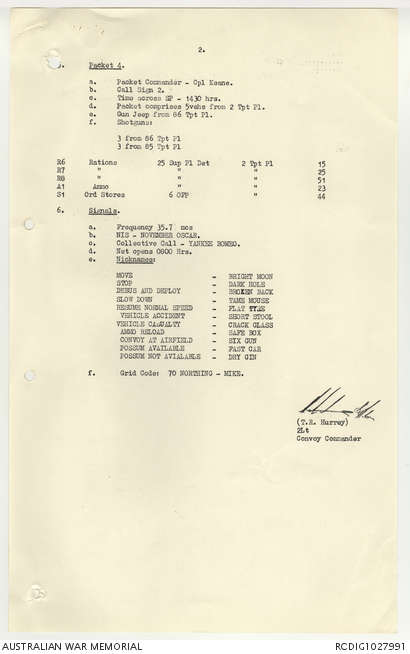 2.
5. Packet 4.
a. Packet Commander - Cpl Keane.
b. Call Sign 2.
c. Time across SP - 1430 hrs.
d. Packet comprises 5vehs from 2 Tpt Pl.
e. Gun Jeep from 86 Tpt Pl.
f. Shotguns:
3 from 86 Tpt Pl
3 from 85 Tpt Pl
R6 Rations 25 Sup Pl Det 2 Tpt Pl 15
R7 " " " 25
R8 " " " 51
A1 Ammo " " 23
S1 Ord Stores 6 OFP " 44
6. Signals.
a. Frequency 35.7 mcs
b. NIS - NOVEMBER OSCAR.
c. Collective Call - YANKEE ROMEO.
d. Net opens 0800 Hrs.
e. Nicknames:
MOVE - BRIGHT MOON
STOP - DARK HOLE
DEBUS AND DEPLOY - BROKEN BACK
SLOW DOWN - TAME MOUSE
RESUME NORMAL SPEED - FLAT TYRE
VEHICLE ACCIDENT - SHORT STOOL
VEHICLE CASUALTY - CRACK GLASS
AMMO RELOAD - SAFE BOX
CONVOY AT AIRFIELD - SIX GUN
POSSUM AVAILABLE - FAST CAR
POSSUM NOT AVIALABLE - DRY GIN
f. Grid Code: 70 NORTHING - MIKE.
(T.R. Hurrey)
2Lt
Convoy Commander
AUSTRALIAN WAR MEMORIAL
RCDIG1027991